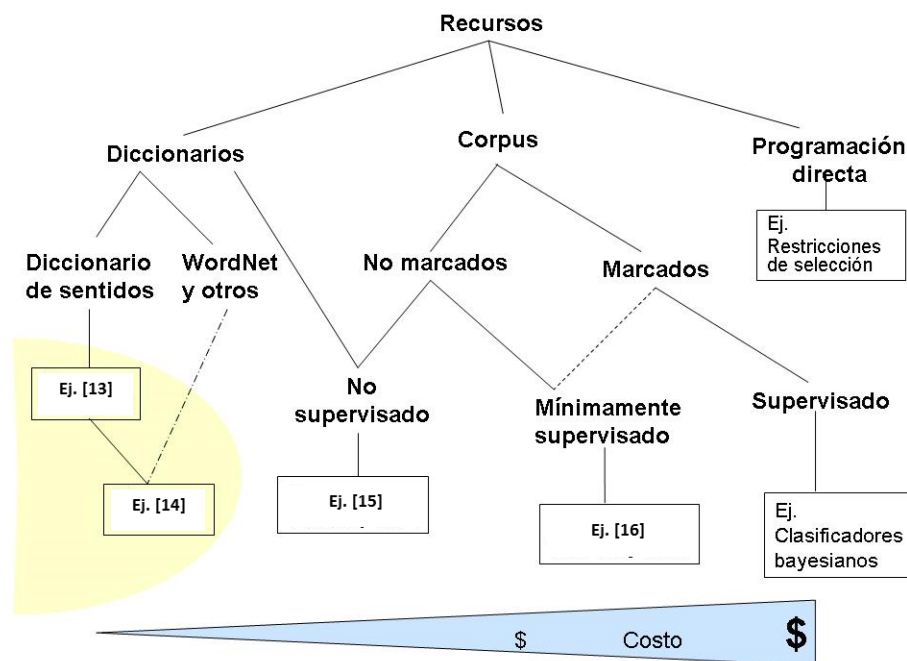 Recursos
Diccionarios
Corpus
Programación
directa
Ej.
Restricciones
de selección
Diccionario
de sentidos
WordNet
y otros
No marcados
Marcados
Ej. [13]
No
supervisado
Mínimamente
supervisado
Supervisado
Ej. [14]
Ej. [15]
Ej. [16]
Ej.
Clasificadores
bayesianos
$ Costo $